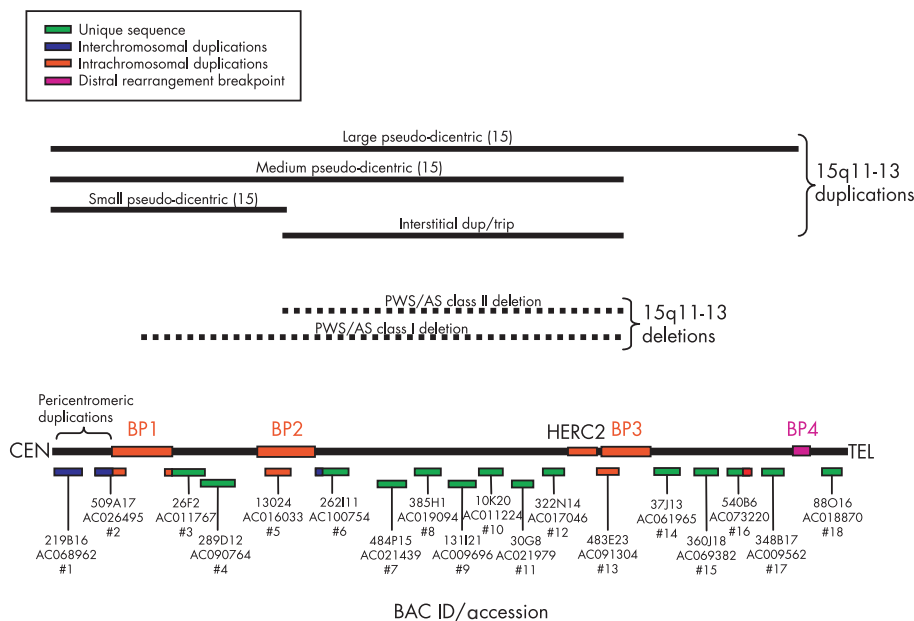 Unique sequence
Interchromosomal duplications
Intrachromosomal duplications
Distral rearrangement breakpoint
Large pseudo-dicentric (15)
Medium pseudo-dicentric (15)
Small pseudo-dicentric (15)
Interstitial dup/trip
15q11-13
duplications
PWS/AS class II deletion
PWS/AS class I deletion
15q11-13
deletions
Pericentromeric
duplications
CEN
BP1
BP2
HERC2
BP3
BP4
TEL
219B16
AC068962
#1
509A17
AC026495
#2
26F2
AC011767
#3
289D12
AC090764
#4
13024
AC016033
#5
262I11
AC100754
#6
484P15
AC021439
#7
385H1
AC019094
#8
131I21
AC009696
#9
10K20
AC011224
#10
30G8
AC021979
#11
322N14
AC017046
#12
483E23
AC091304
#13
37J13
AC061965
#14
360J18
AC069382
#15
540B6
AC073220
#16
348B17
AC009562
#17
88O16
AC018870
#18
BAC ID/accession